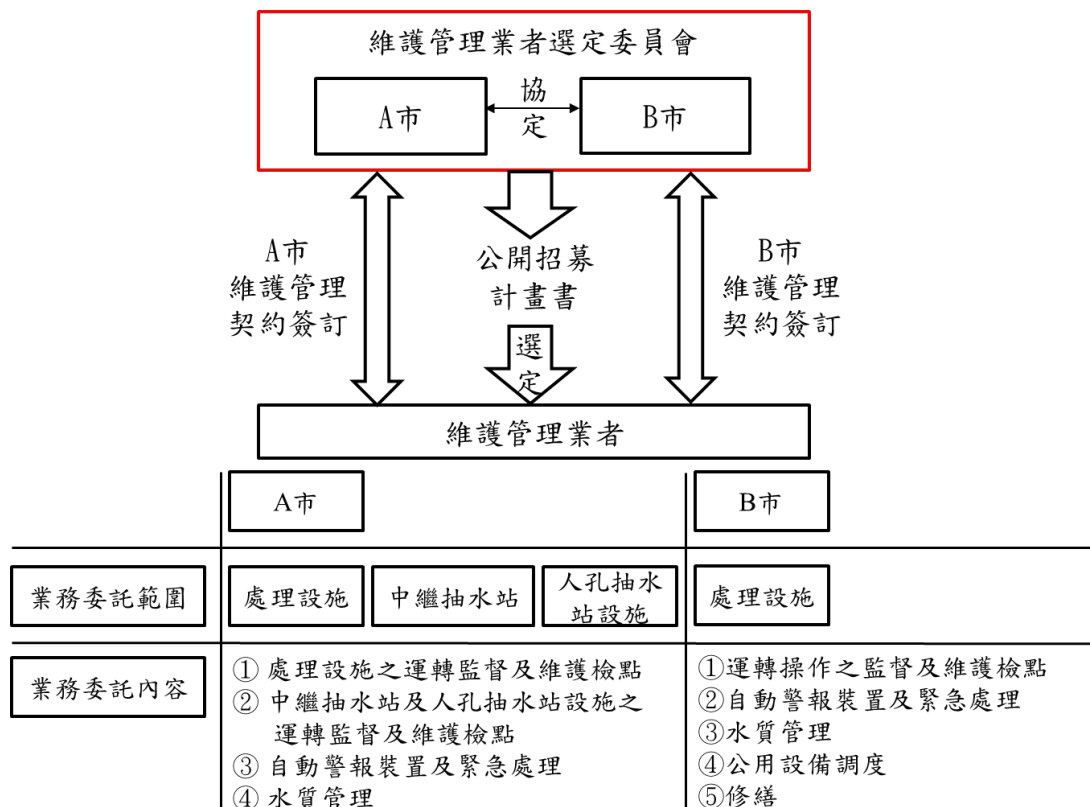 維護管理業者選定委員會
A市
協
定
B市
A市
維護管理
契約簽訂
公開招募
計畫書
選
定
B市
維護管理
契約簽訂
維護管理業者
A市
B市
業務委託範圍
處理設施
中繼抽水站
人孔抽水
站設施
處理設施
業務委託內容
① 處理設施之運轉監督及維護檢點
② 中繼抽水站及人孔抽水站設施之
運轉監督及維護檢點
③ 自動警報裝置及緊急處理
④ 水質管理
①運轉操作之監督及維護檢點
②自動警報裝置及緊急處理
③水質管理
④公用設備調度
⑤修繕